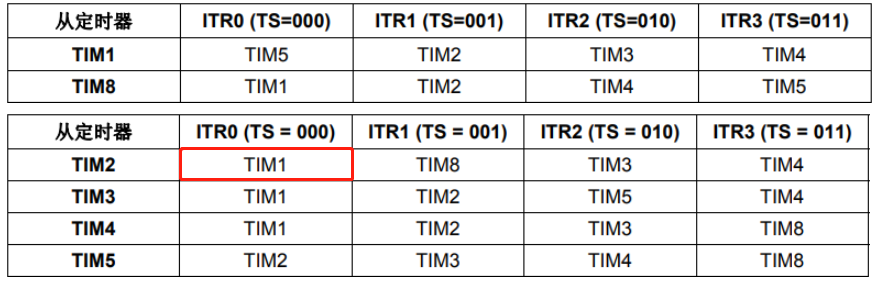 从定时器 ITR0 (TS=000) ITR1 (TS=001) ITR2 (TS=010) ITR3 (TS=011)
TIM1 TIM5 TIM2 TIM3 TIM4
TIM8 TIM1 TIM2 TIM4 TIM5
从定时器 ITR0 (TS = 000) ITR1 (TS = 001) ITR2 (TS = 010) ITR3 (TS = 011)
TIM2 TIM1 TIM8 TIM3 TIM4
TIM3 TIM1 TIM2 TIM5 TIM4
TIM4 TIM1 TIM2 TIM3 TIM8
TIM5 TIM2 TIM3 TIM4 TIM8